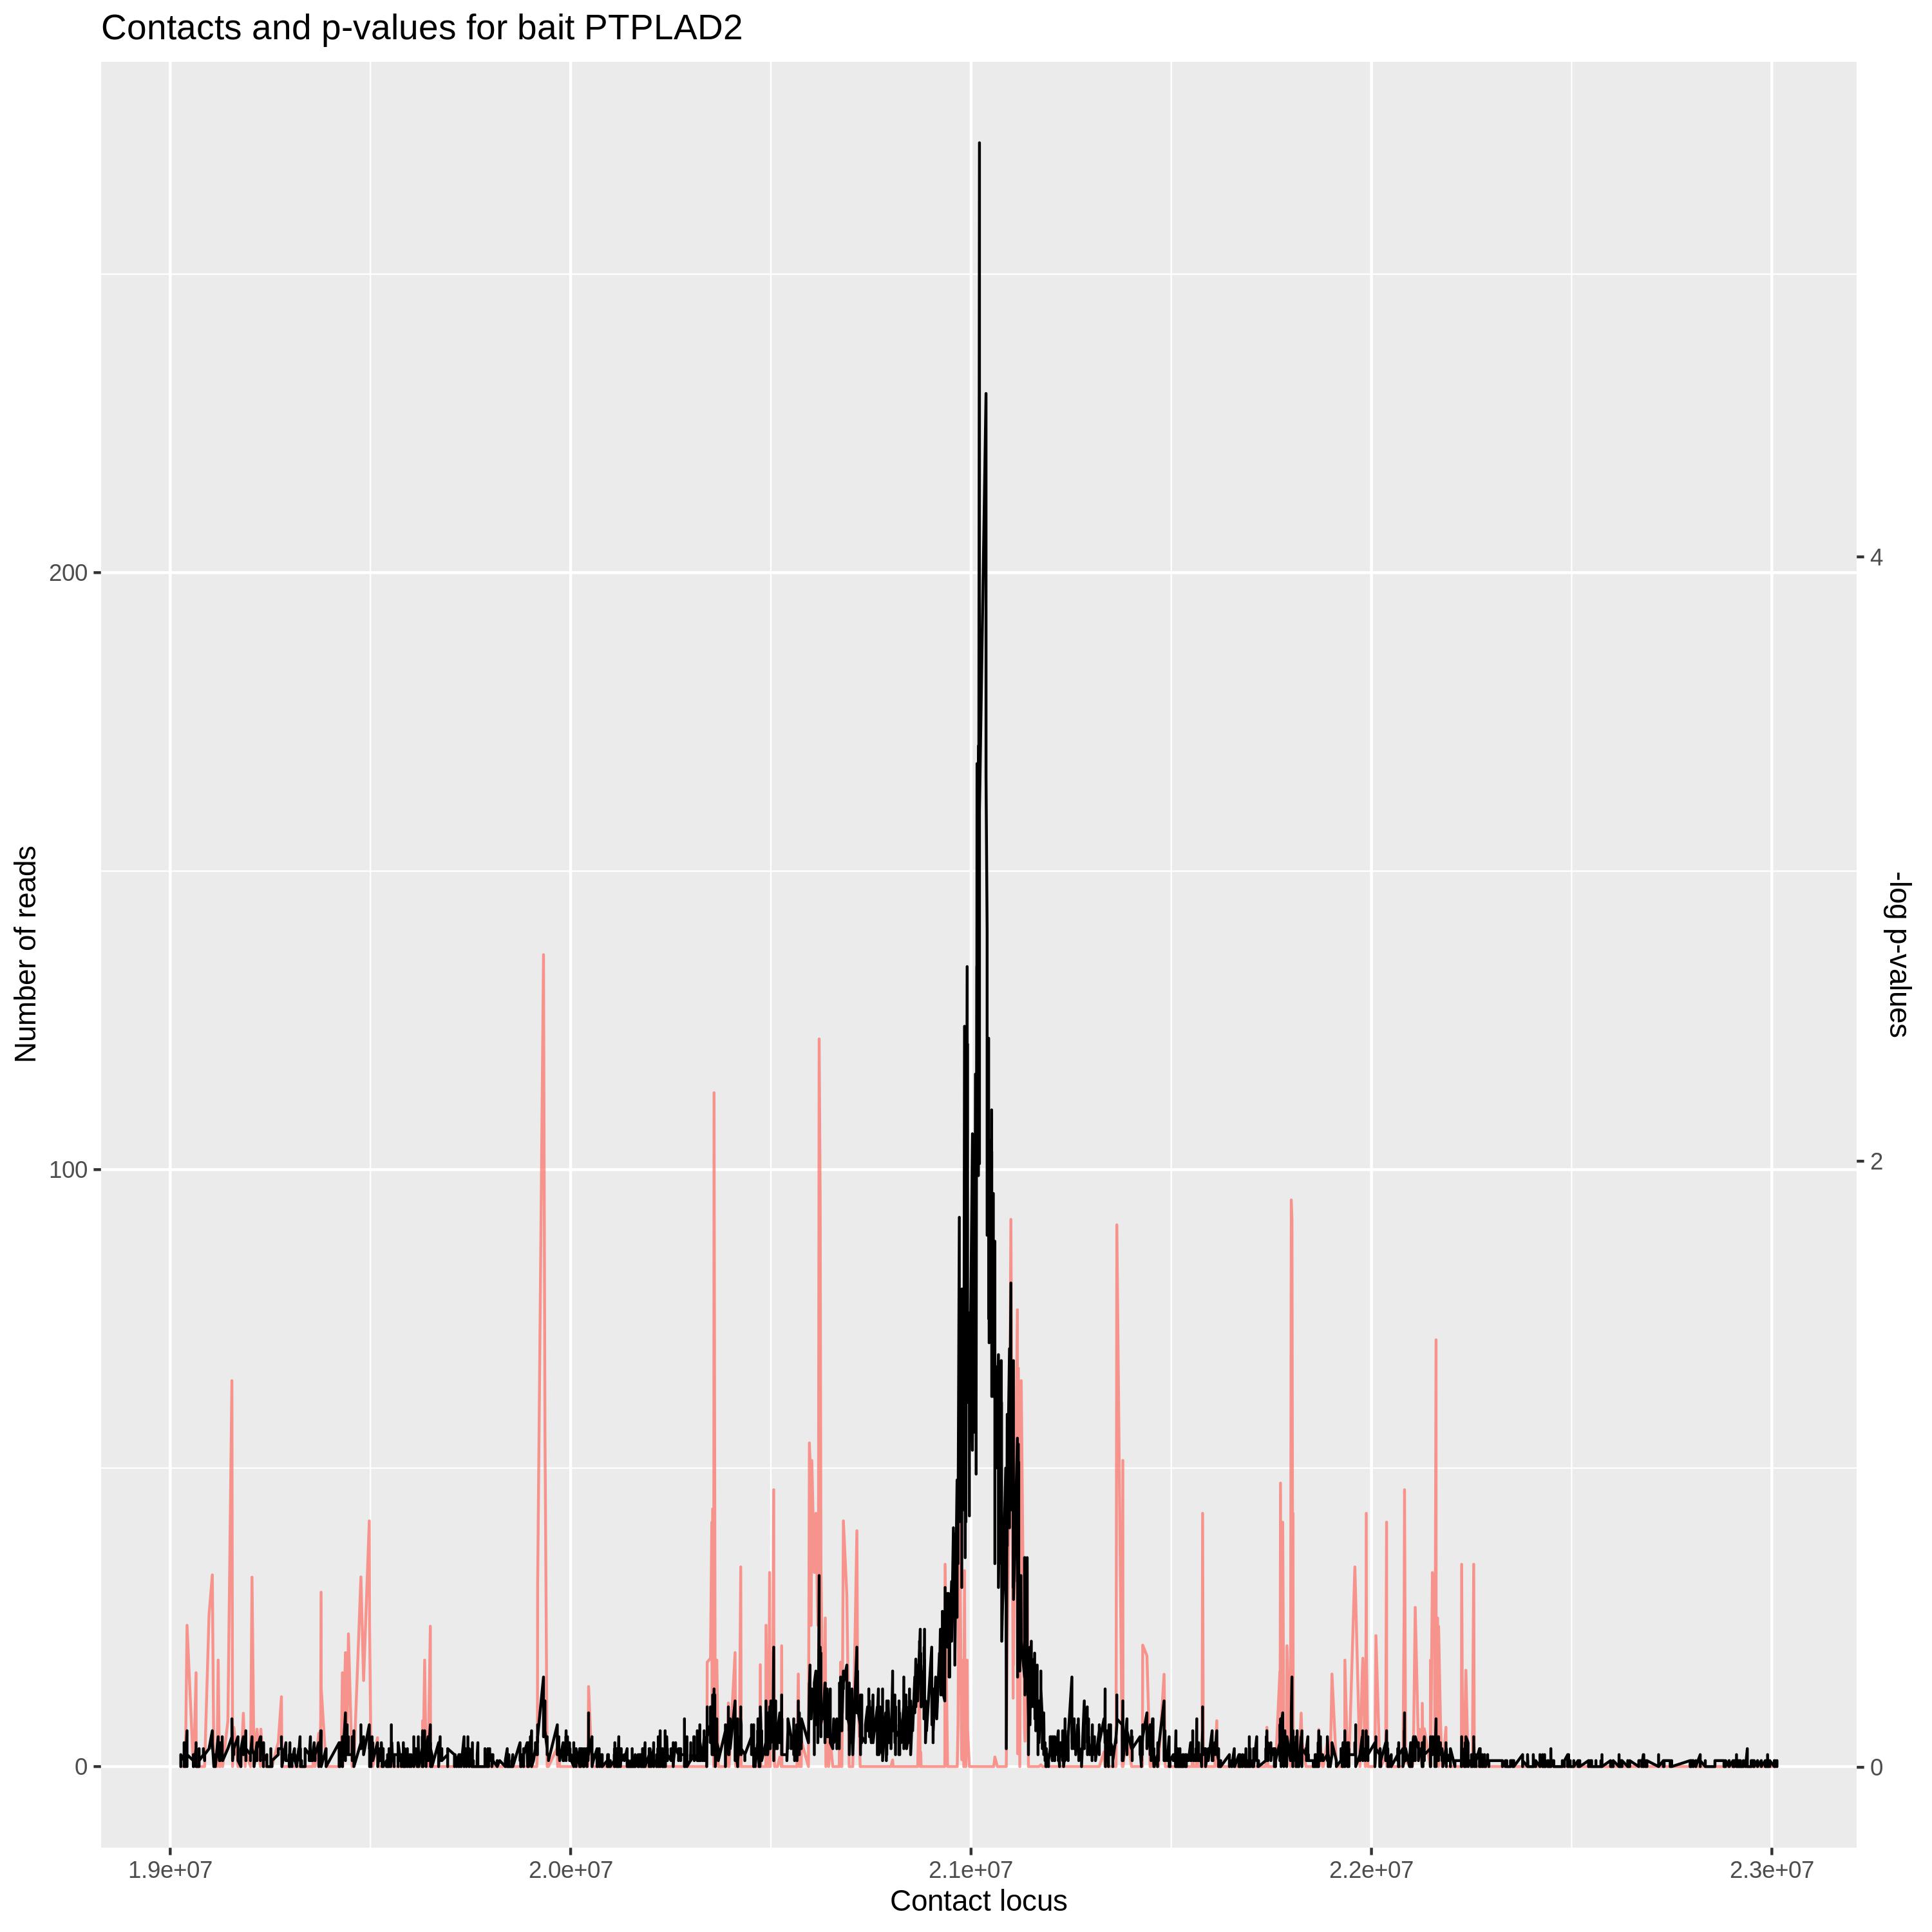 Contacts and p-values for bait PTPLAD2
Number of reads
200
100
0
4
2
0
-log p-values
1.9e+07 2.0e+07 2.1e+07 2.2e+07 2.3e+07
Contact locus